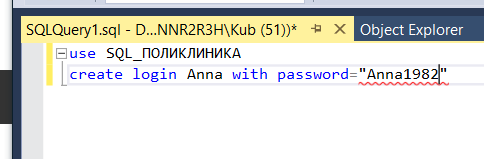 SQLQuery1.sql - D...NNR2R3H\Kub (51))* Object Explorer
use SQL_ПОЛИКЛИНИКА
create login Anna with password="Anna1982"